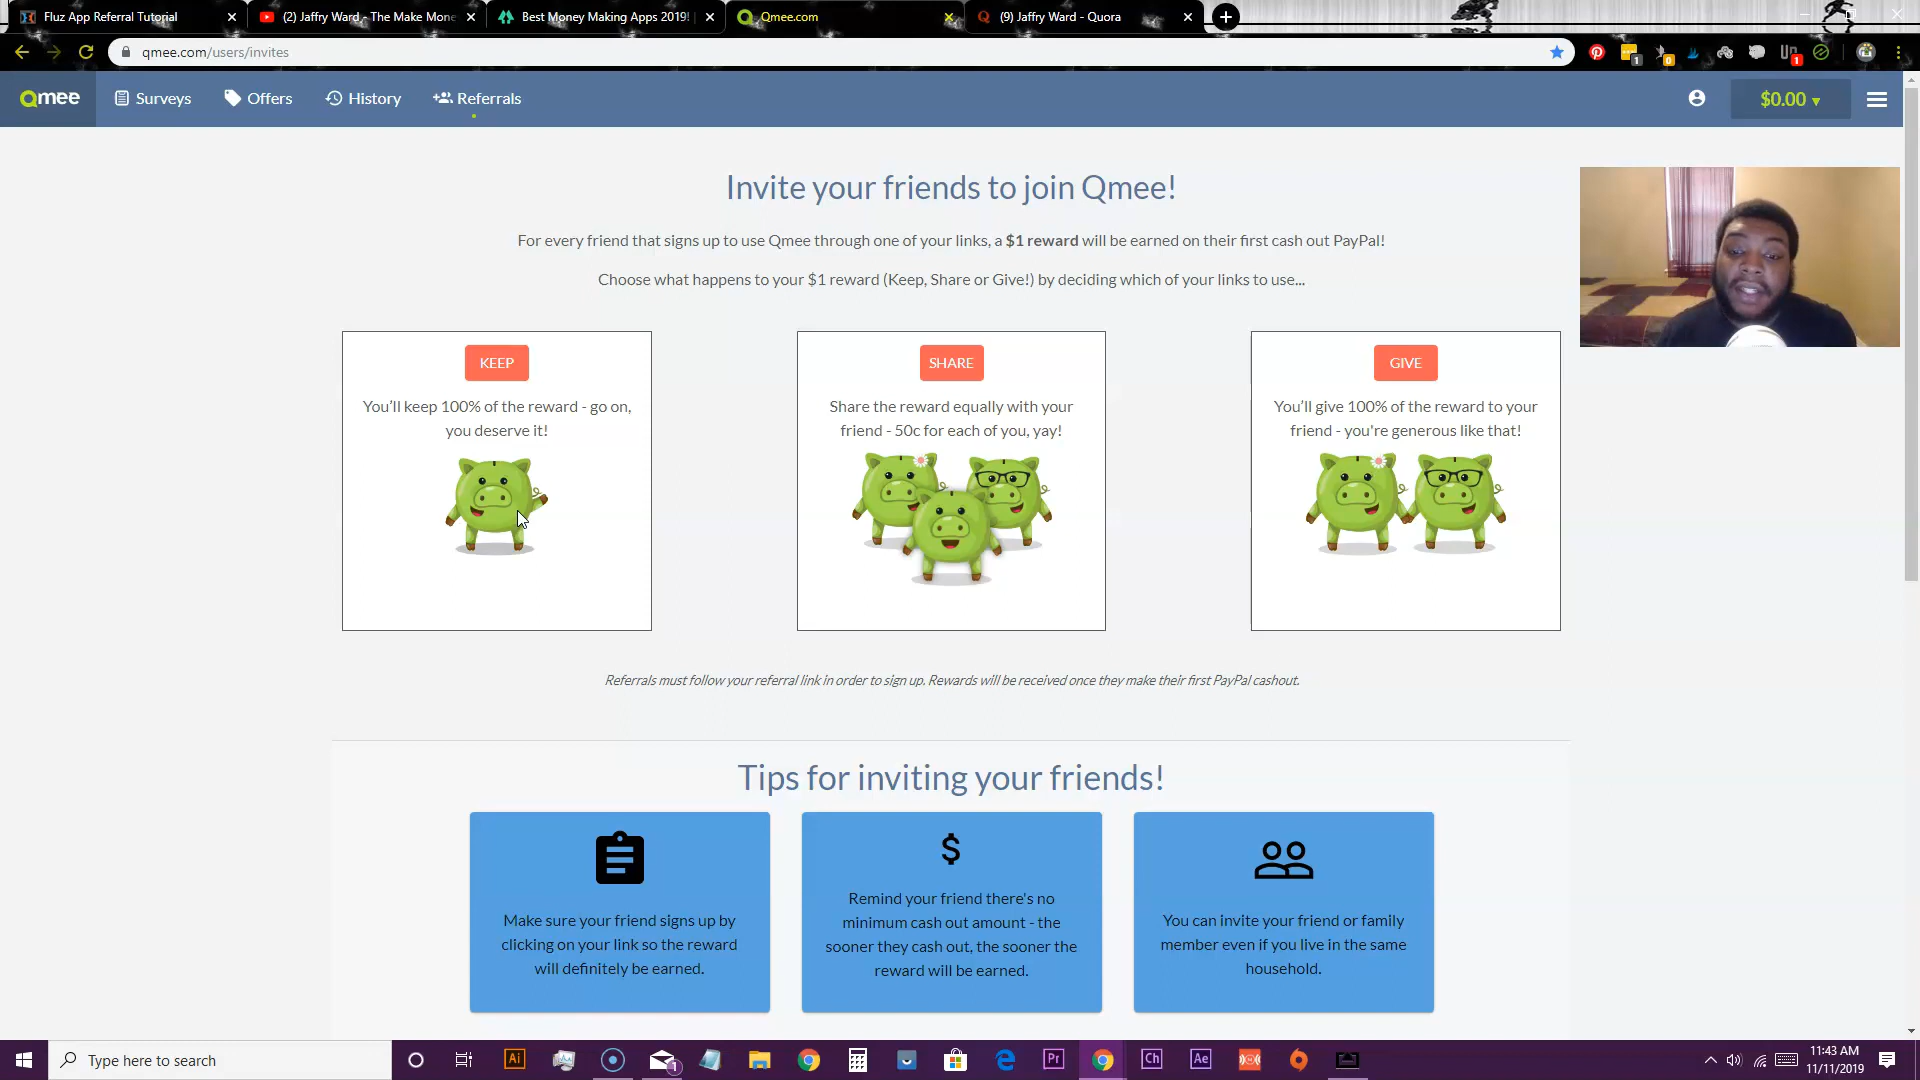 Fluz App Referral Tutorial
(2) Jaffry Ward - The Make Mone
Best Money Making Apps 2019!
Qmee.com
(9) Jaffry Ward - Quora
qmee.com/users/invites
Qmee
Surveys
Offers
History
Referrals
$0.00
Invite your friends to join Qmee!
For every friend that signs up to use Qmee through one of your links, a $1 reward will be earned on their first cash out PayPal!
Choose what happens to your $1 reward (Keep, Share or Give!) by deciding which of your links to use...
KEEP
You'll keep 100% of the reward - go on,
you deserve it!
SHARE
Share the reward equally with your
friend - 50c for each of you, yay!
GIVE
You'll give 100% of the reward to your
friend - you're generous like that!
Referrals must follow your referral link in order to sign up. Rewards will be received once they make their first PayPal cashout.
Tips for inviting your friends!
Make sure your friend signs up by
clicking on your link so the reward
will definitely be earned.
$
Remind your friend there's no
minimum cash out amount - the
sooner they cash out, the sooner the
reward will be earned.
You can invite your friend or family
member even if you live in the same
household.
Type here to search
Ai
1
Pr
Ch
Ae
11:43 AM
11/11/2019